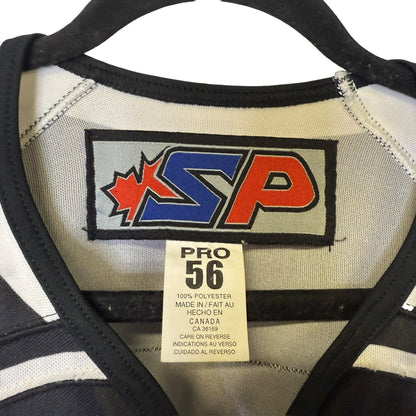 SP
PRO
56
100% POLYESTER
MADE IN / FAIT AU
HECHO EN
CANADA
CA 36169
CARE ON REVERSE
INDICATIONS AU VERSO
CUIDADO AL REVERSO